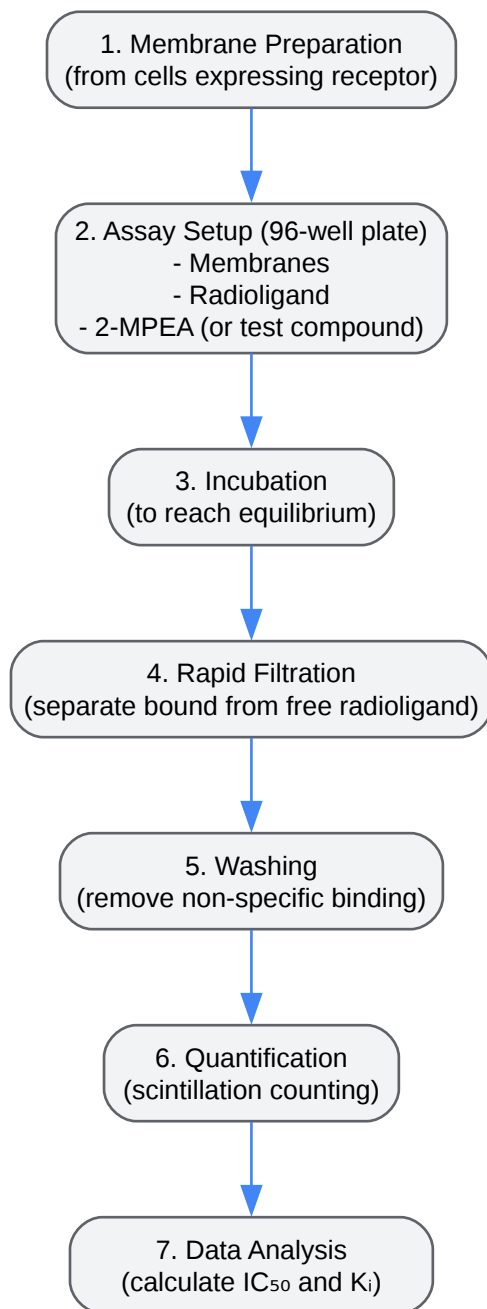 1. Membrane Preparation
(from cells expressing receptor)
2. Assay Setup (96-well plate)
- Membranes
- Radioligand
- 2-MPEA (or test compound)
3. Incubation
(to reach equilibrium)
4. Rapid Filtration
(separate bound from free radioligand)
5. Washing
(remove non-specific binding)
6. Quantification
(scintillation counting)
7. Data Analysis
(calculate IC₅₀ and Kᵢ)